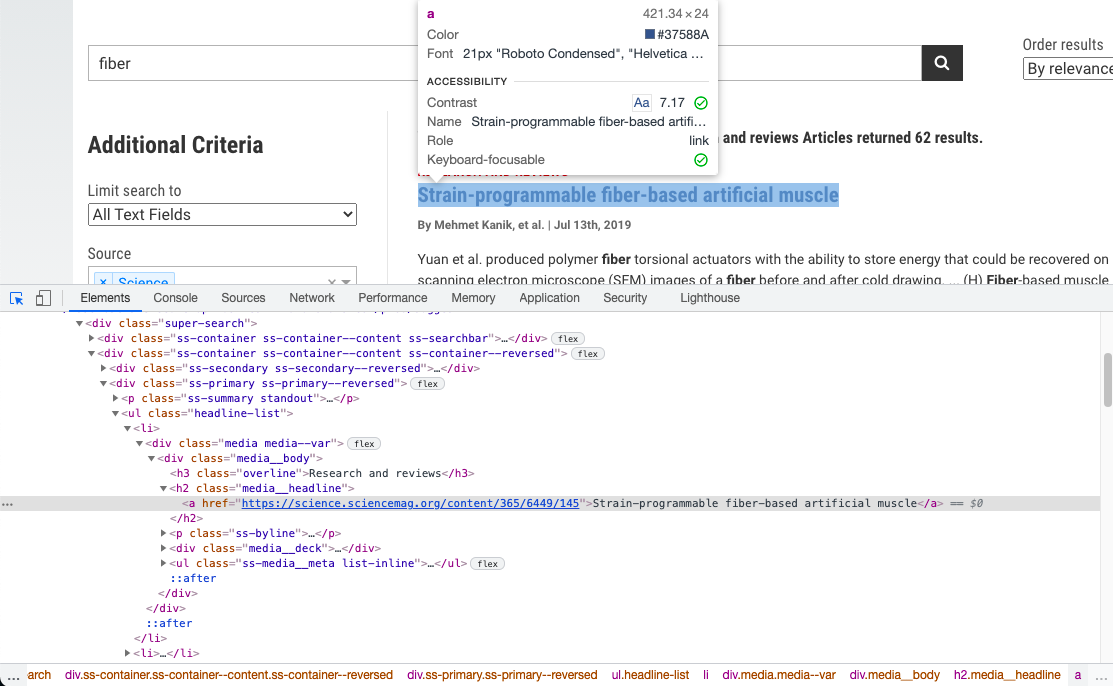 a 421.34 × 24
Color #37588A
Font 21px "Roboto Condensed", "Helvetica …
ACCESSIBILITY
Contrast Aa 7.17
Name Strain-programmable fiber-based artifi…
Role link
Keyboard-focusable
fiber
Order results
By relevance
Additional Criteria
and reviews Articles returned 62 results.
Limit search to
All Text Fields
Strain-programmable fiber-based artificial muscle
By Mehmet Kanik, et al. | Jul 13th, 2019
Source
× Science
Yuan et al. produced polymer fiber torsional actuators with the ability to store energy that could be recovered on
scanning electron microscope (SEM) images of a fiber before and after cold drawing. ... (H) Fiber-based muscle
Elements Console Sources Network Performance Memory Application Security Lighthouse
<div class="super-search">
<div class="ss-container ss-container--content ss-searchbar">…</div> flex
<div class="ss-container ss-container--content ss-container--reversed"> flex
<div class="ss-secondary ss-secondary--reversed">…</div>
<div class="ss-primary ss-primary--reversed"> flex
<p class="ss-summary standout">…</p>
<ul class="headline-list">
<li>
<div class="media media--var"> flex
<div class="media__body">
<h3 class="overline">Research and reviews</h3>
<h2 class="media__headline">
<a href="https://science.sciencemag.org/content/365/6449/145">Strain-programmable fiber-based artificial muscle</a> == $0
</h2>
<p class="ss-byline">…</p>
<div class="media__deck">…</div>
<ul class="ss-media__meta list-inline">…</ul> flex
::after
</div>
</div>
::after
</li>
<li>…</li>
… arch div.ss-container.ss-container--content.ss-container--reversed div.ss-primary.ss-primary--reversed ul.headline-list li div.media.media--var div.media__body h2.media__headline a …